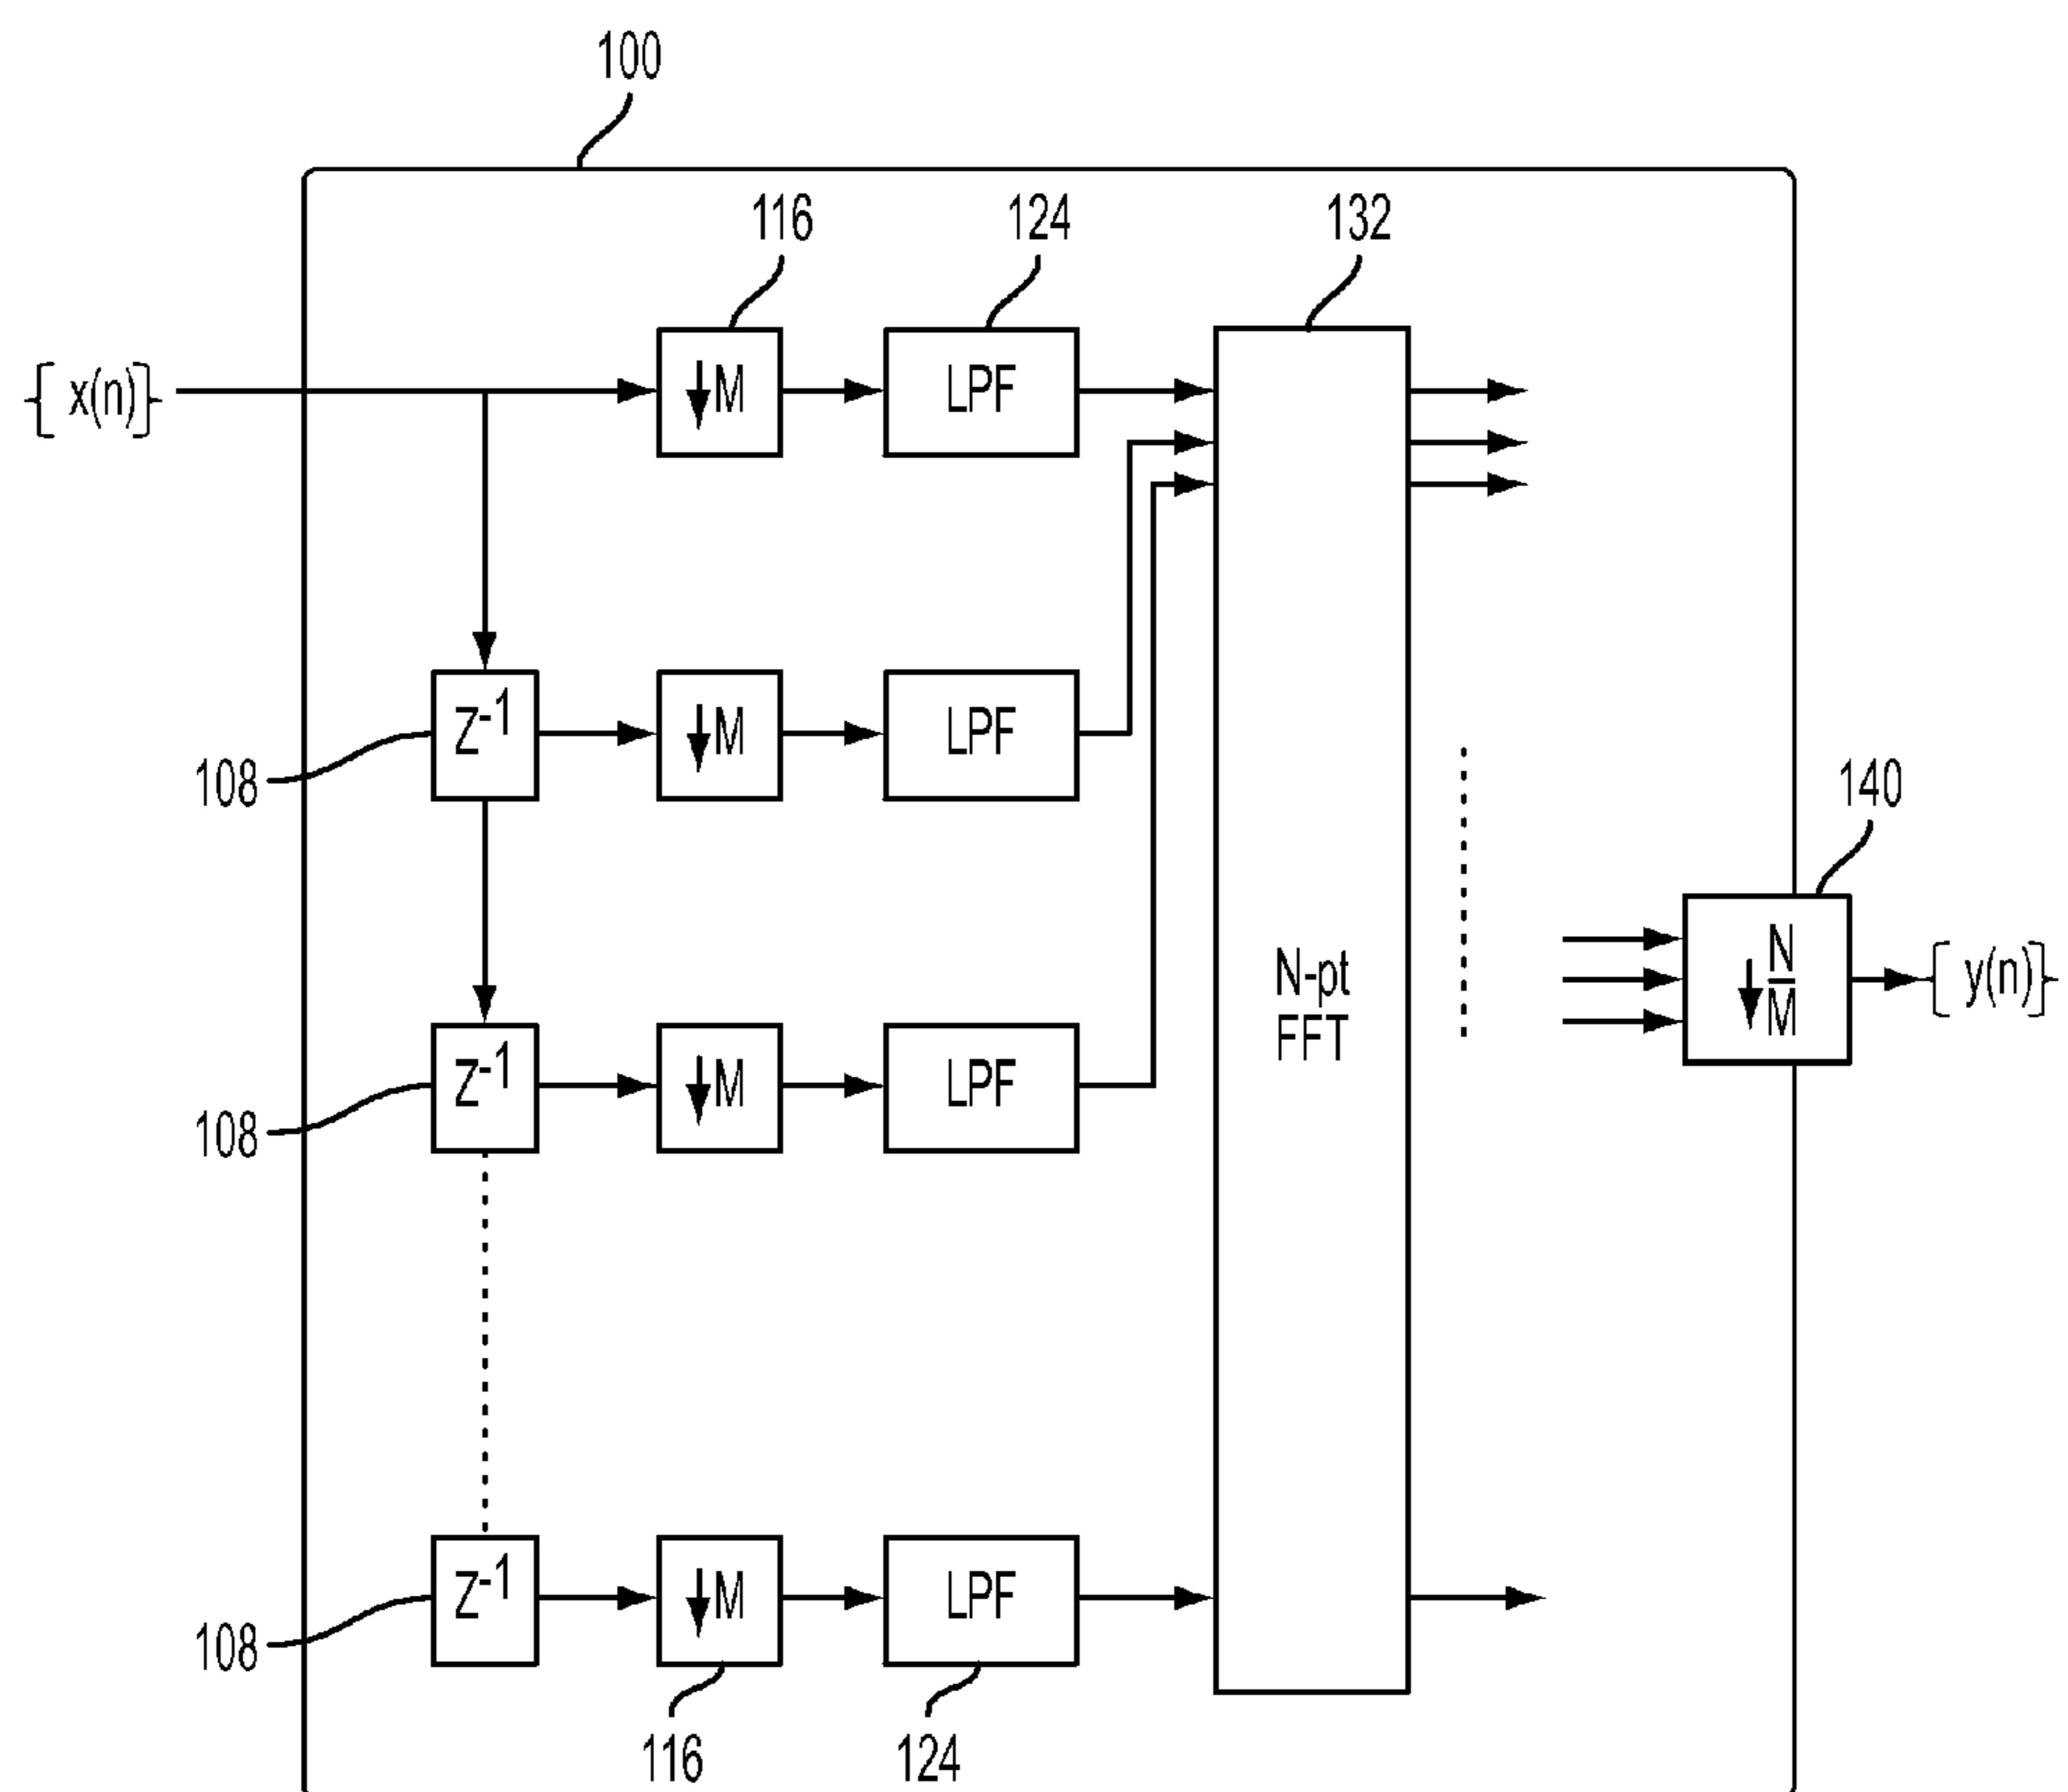 100
116 124 132
{x(n)} ↓M LPF
108 Z-1 ↓M LPF
140
N-pt
FFT
↓ N/M {y(n)}
108 Z-1 ↓M LPF
108 Z-1 ↓M LPF
116 124